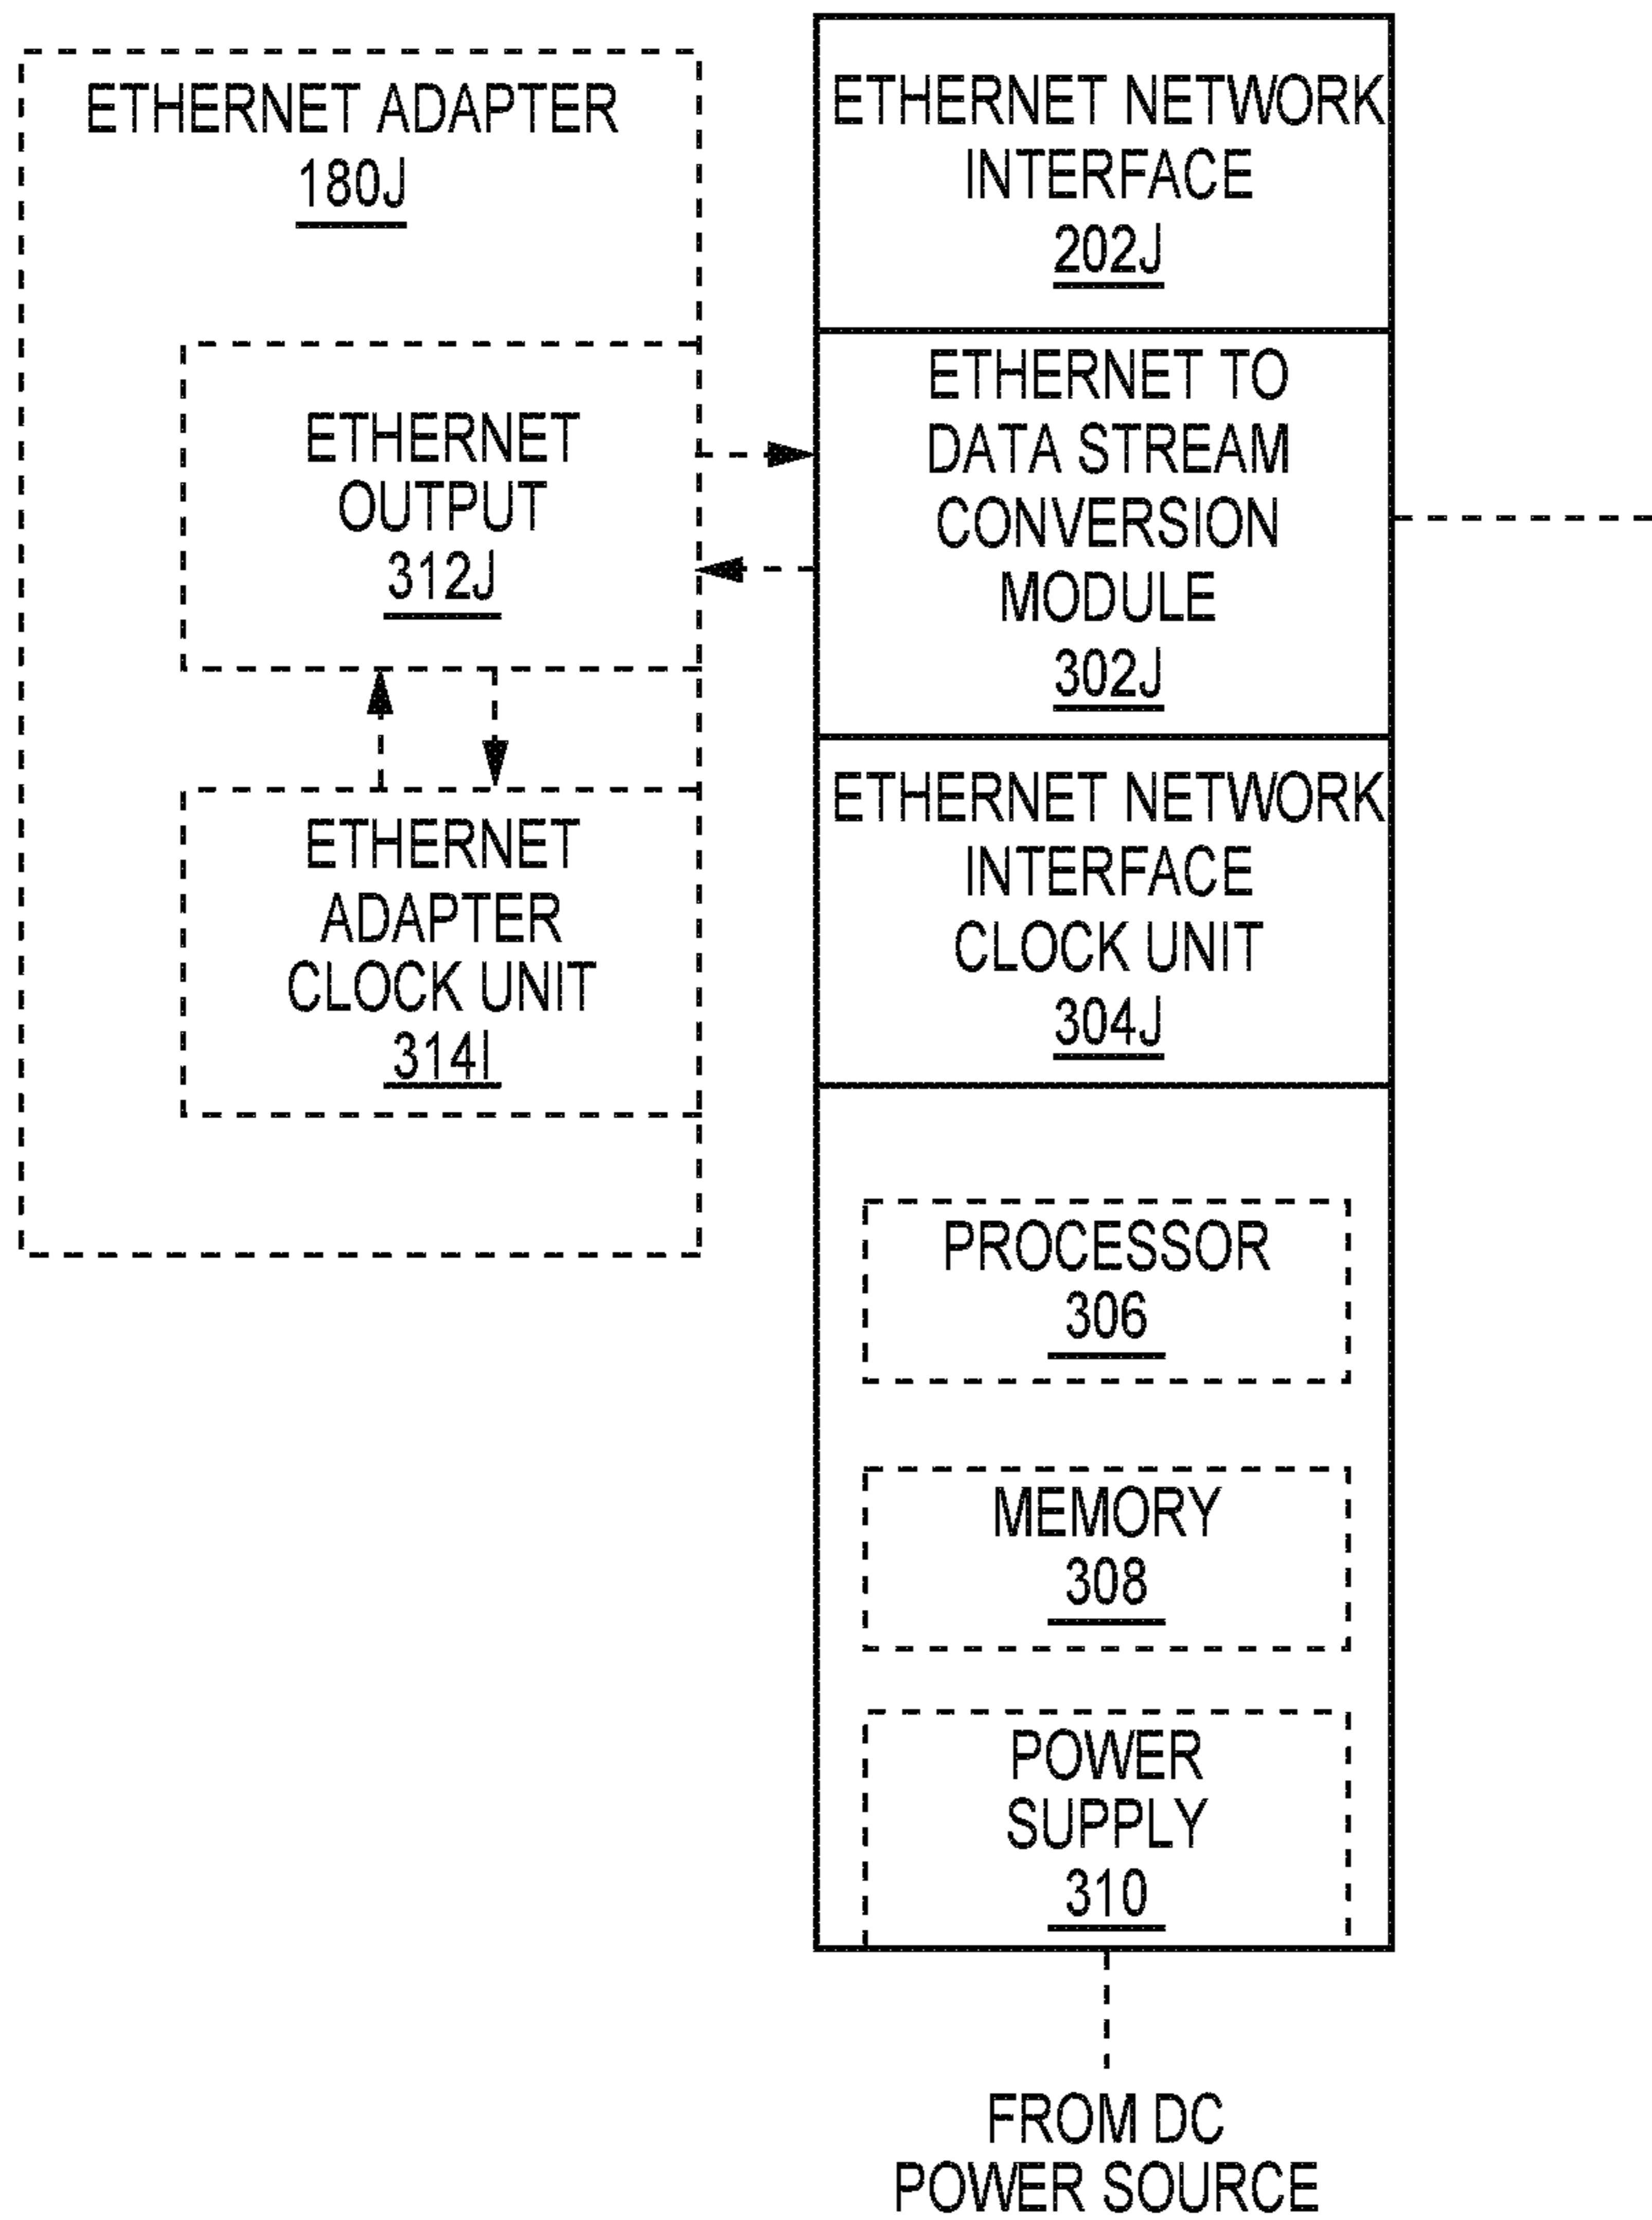 ETHERNET ADAPTER
180J
ETHERNET
OUTPUT
312J
ETHERNET
ADAPTER
CLOCK UNIT
314I
ETHERNET NETWORK
INTERFACE
202J
ETHERNET TO
DATA STREAM
CONVERSION
MODULE
302J
ETHERNET NETWORK
INTERFACE
CLOCK UNIT
304J
PROCESSOR
306
MEMORY
308
POWER
SUPPLY
310
FROM DC
POWER SOURCE